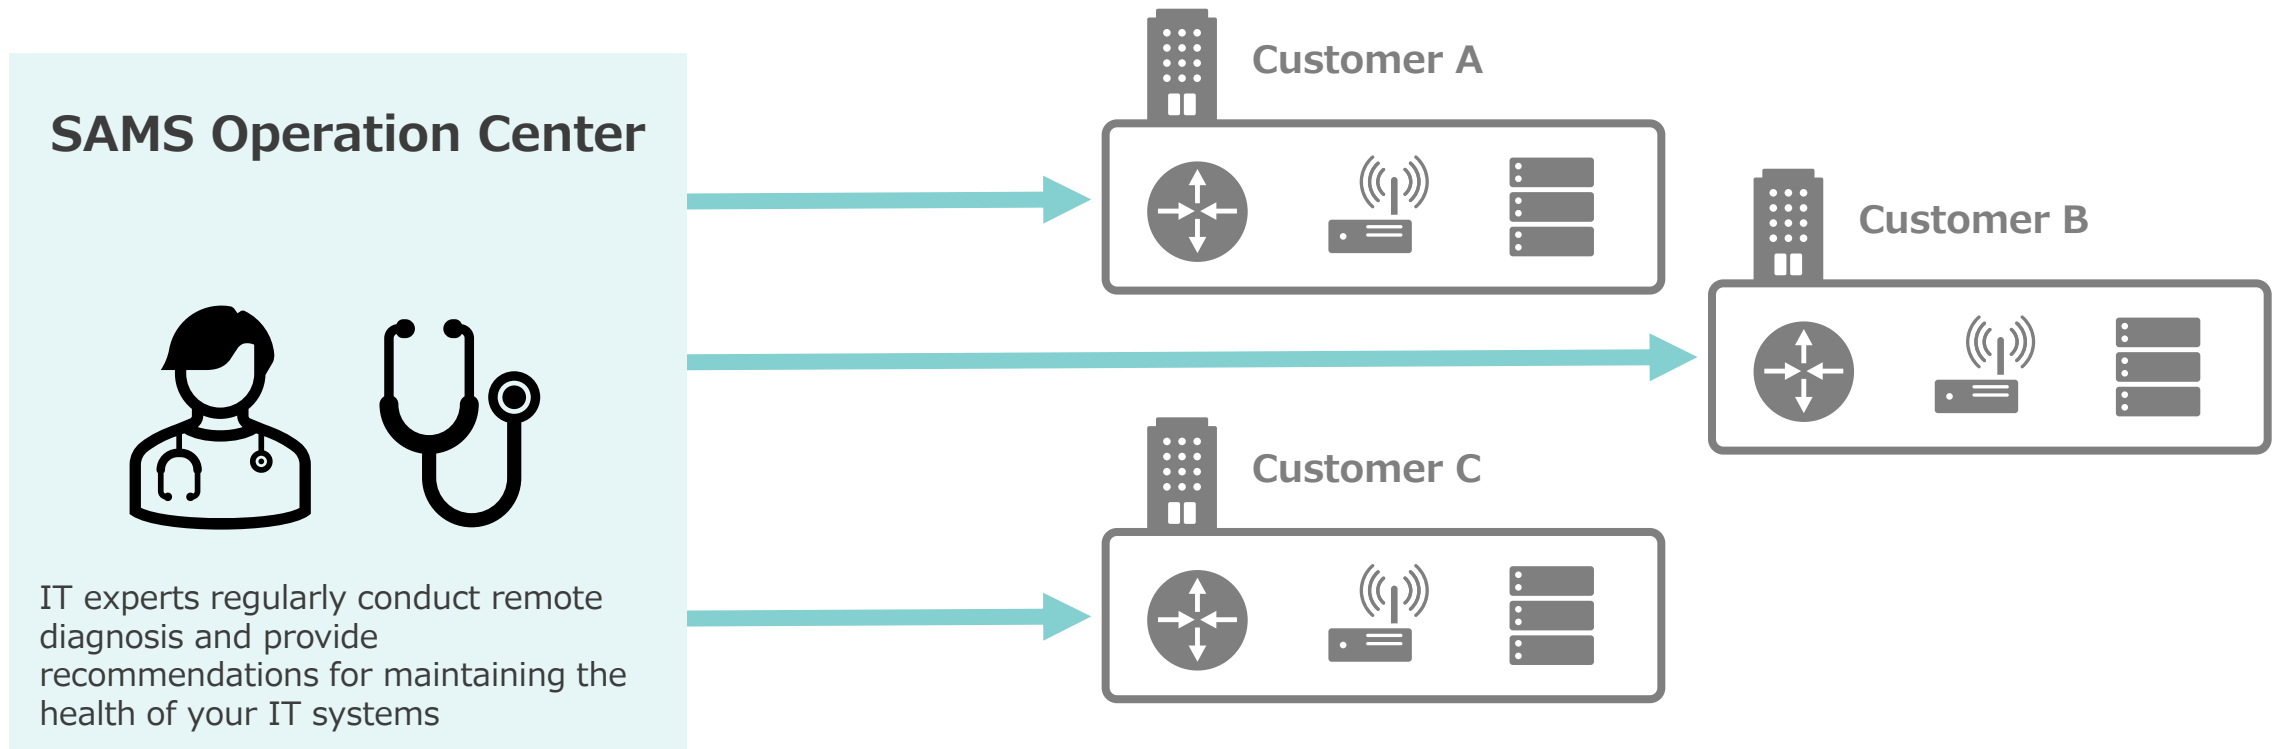 SAMS Operation Center
IT experts regularly conduct remote
diagnosis and provide
recommendations for maintaining the
health of your IT systems
Customer A
Customer B
Customer C